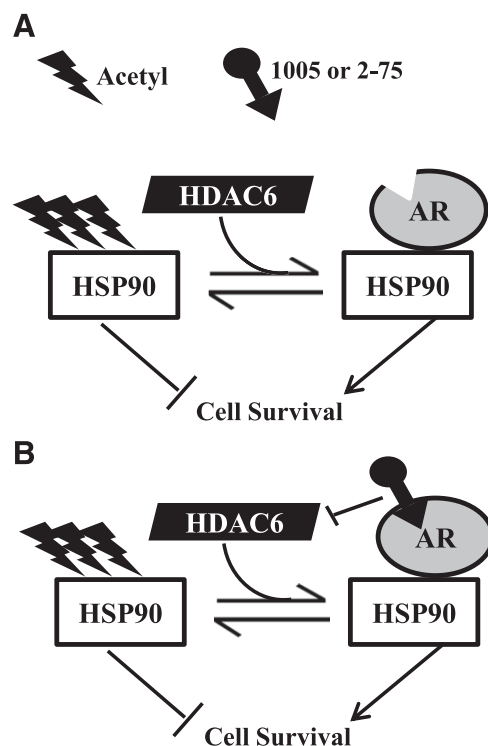 A
Acetyl
1005 or 2-75
HDAC6
AR
HSP90
HSP90
Cell Survival
B
HDAC6
AR
HSP90
HSP90
Cell Survival